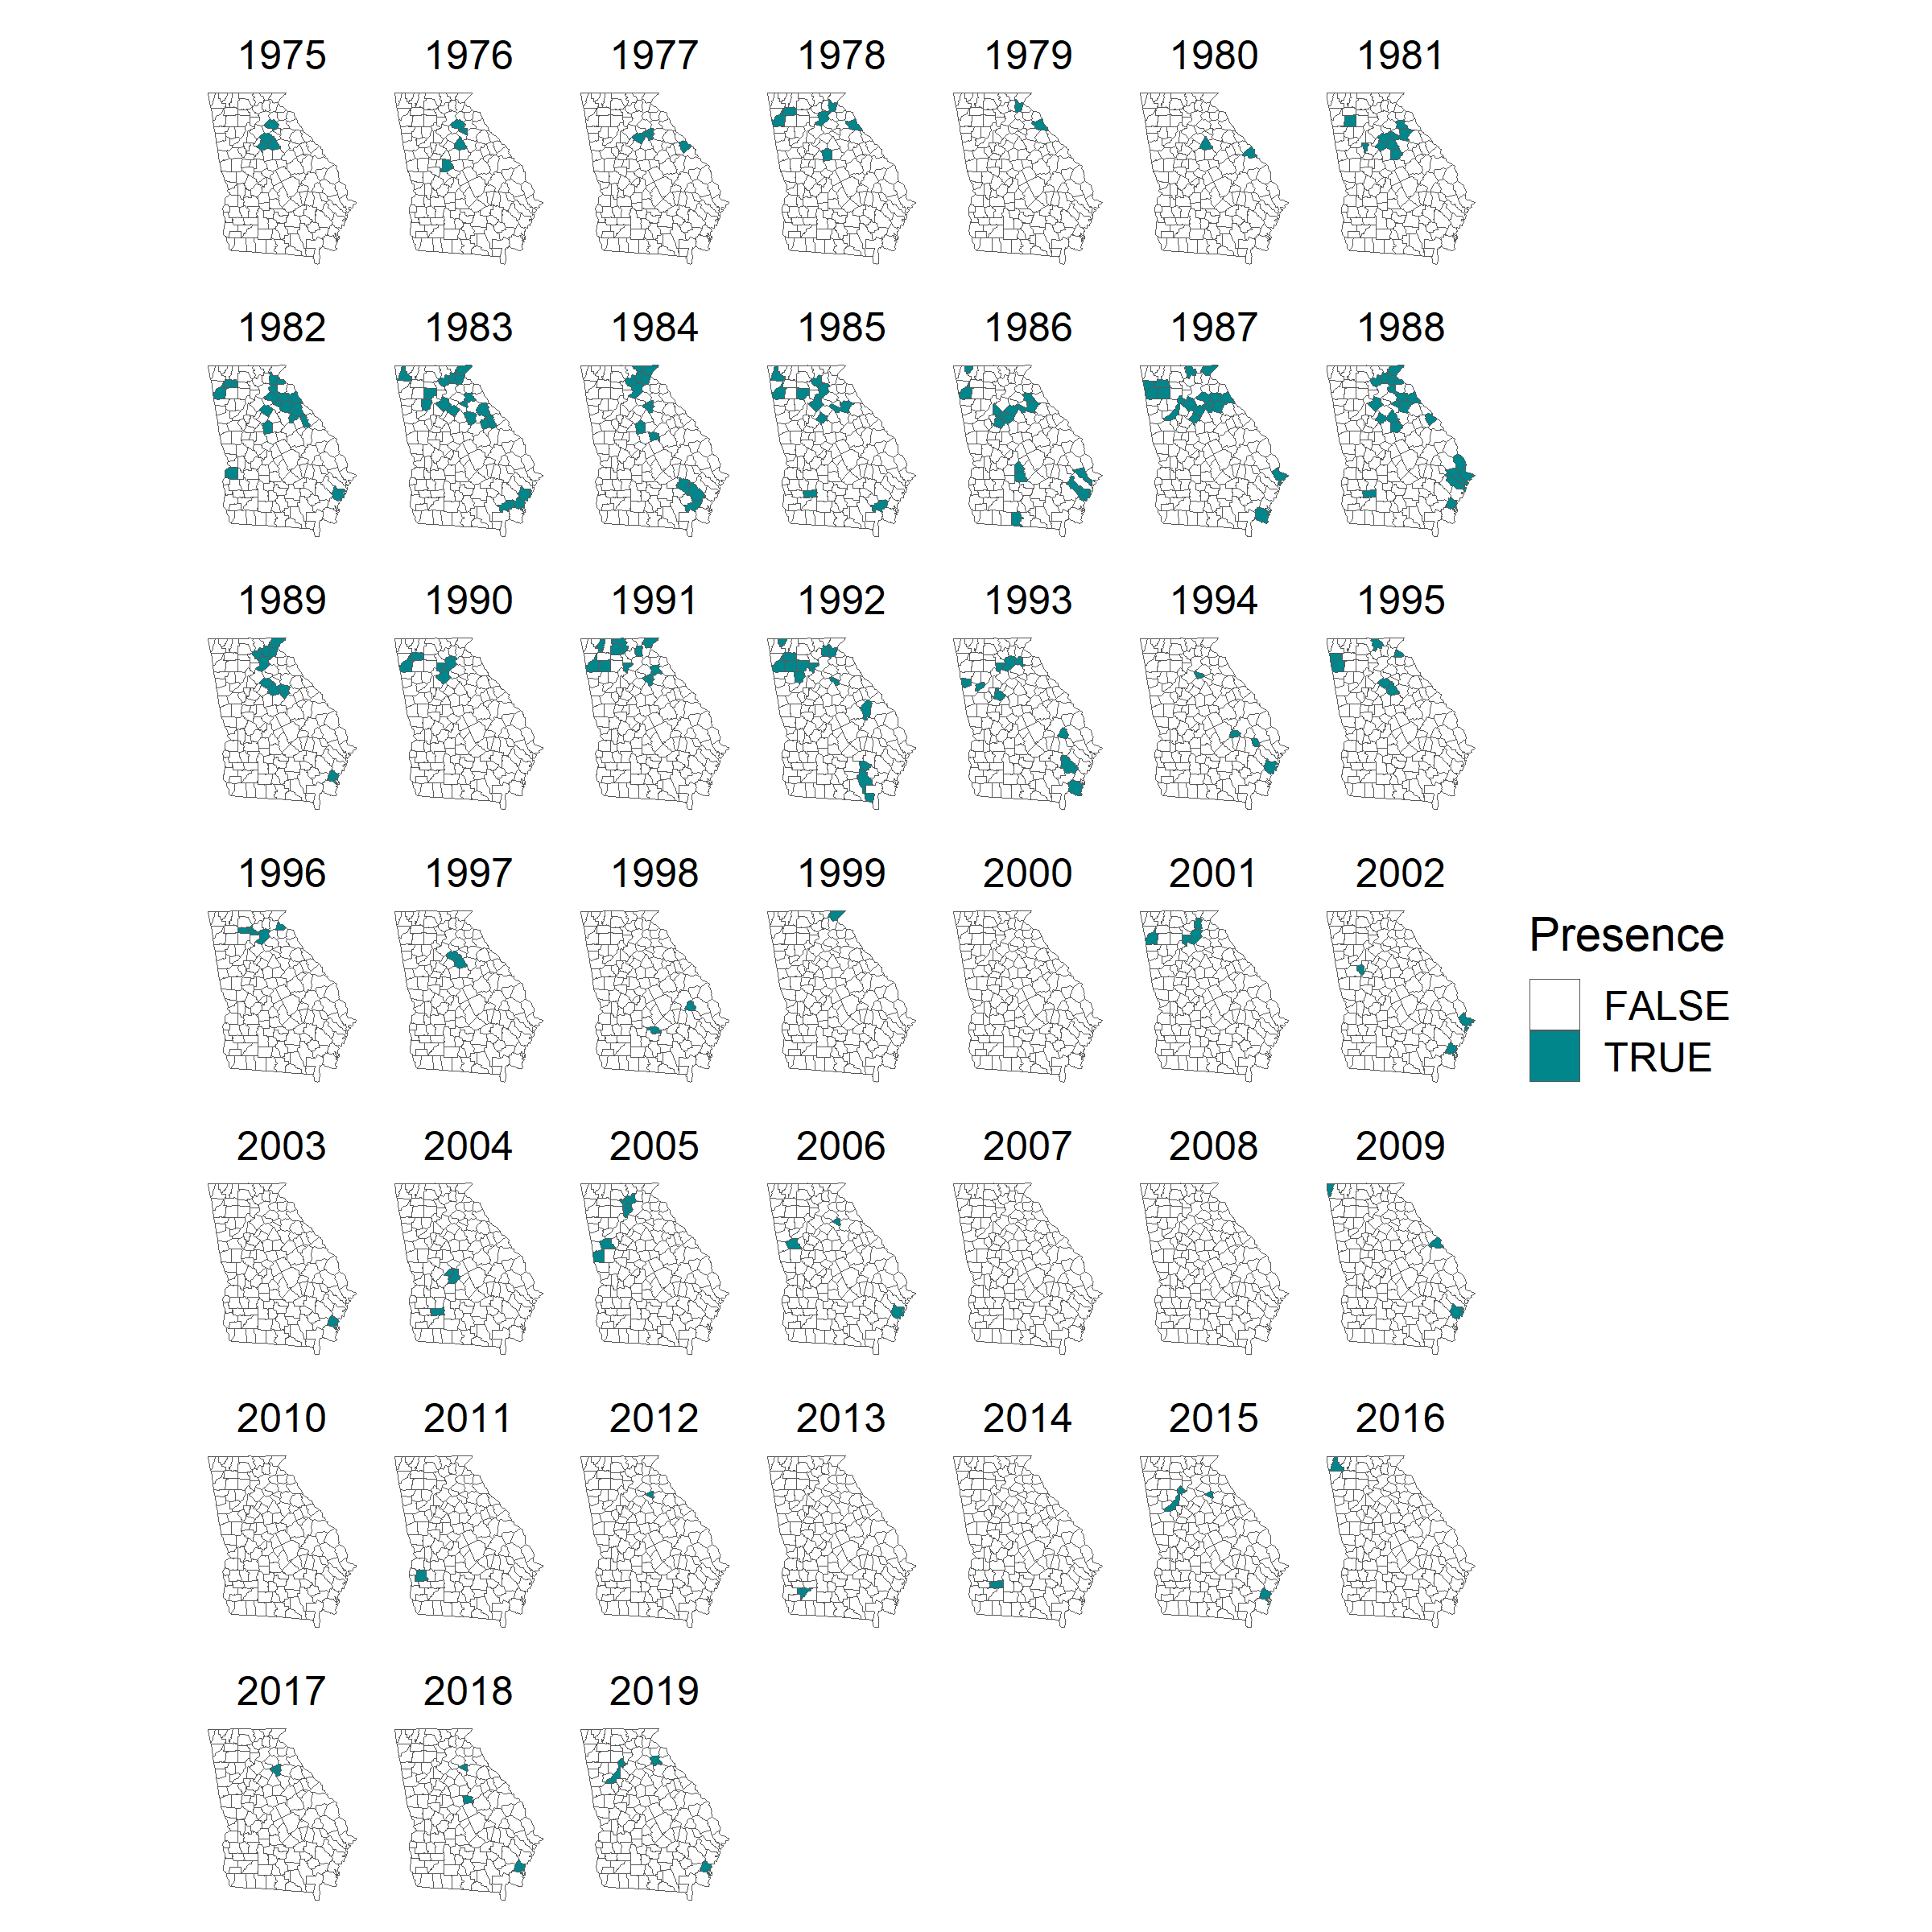 1975 1976 1977 1978 1979 1980 1981
1982 1983 1984 1985 1986 1987 1988
1989 1990 1991 1992 1993 1994 1995
1996 1997 1998 1999 2000 2001 2002
Presence
FALSE
TRUE
2003 2004 2005 2006 2007 2008 2009
2010 2011 2012 2013 2014 2015 2016
2017 2018 2019